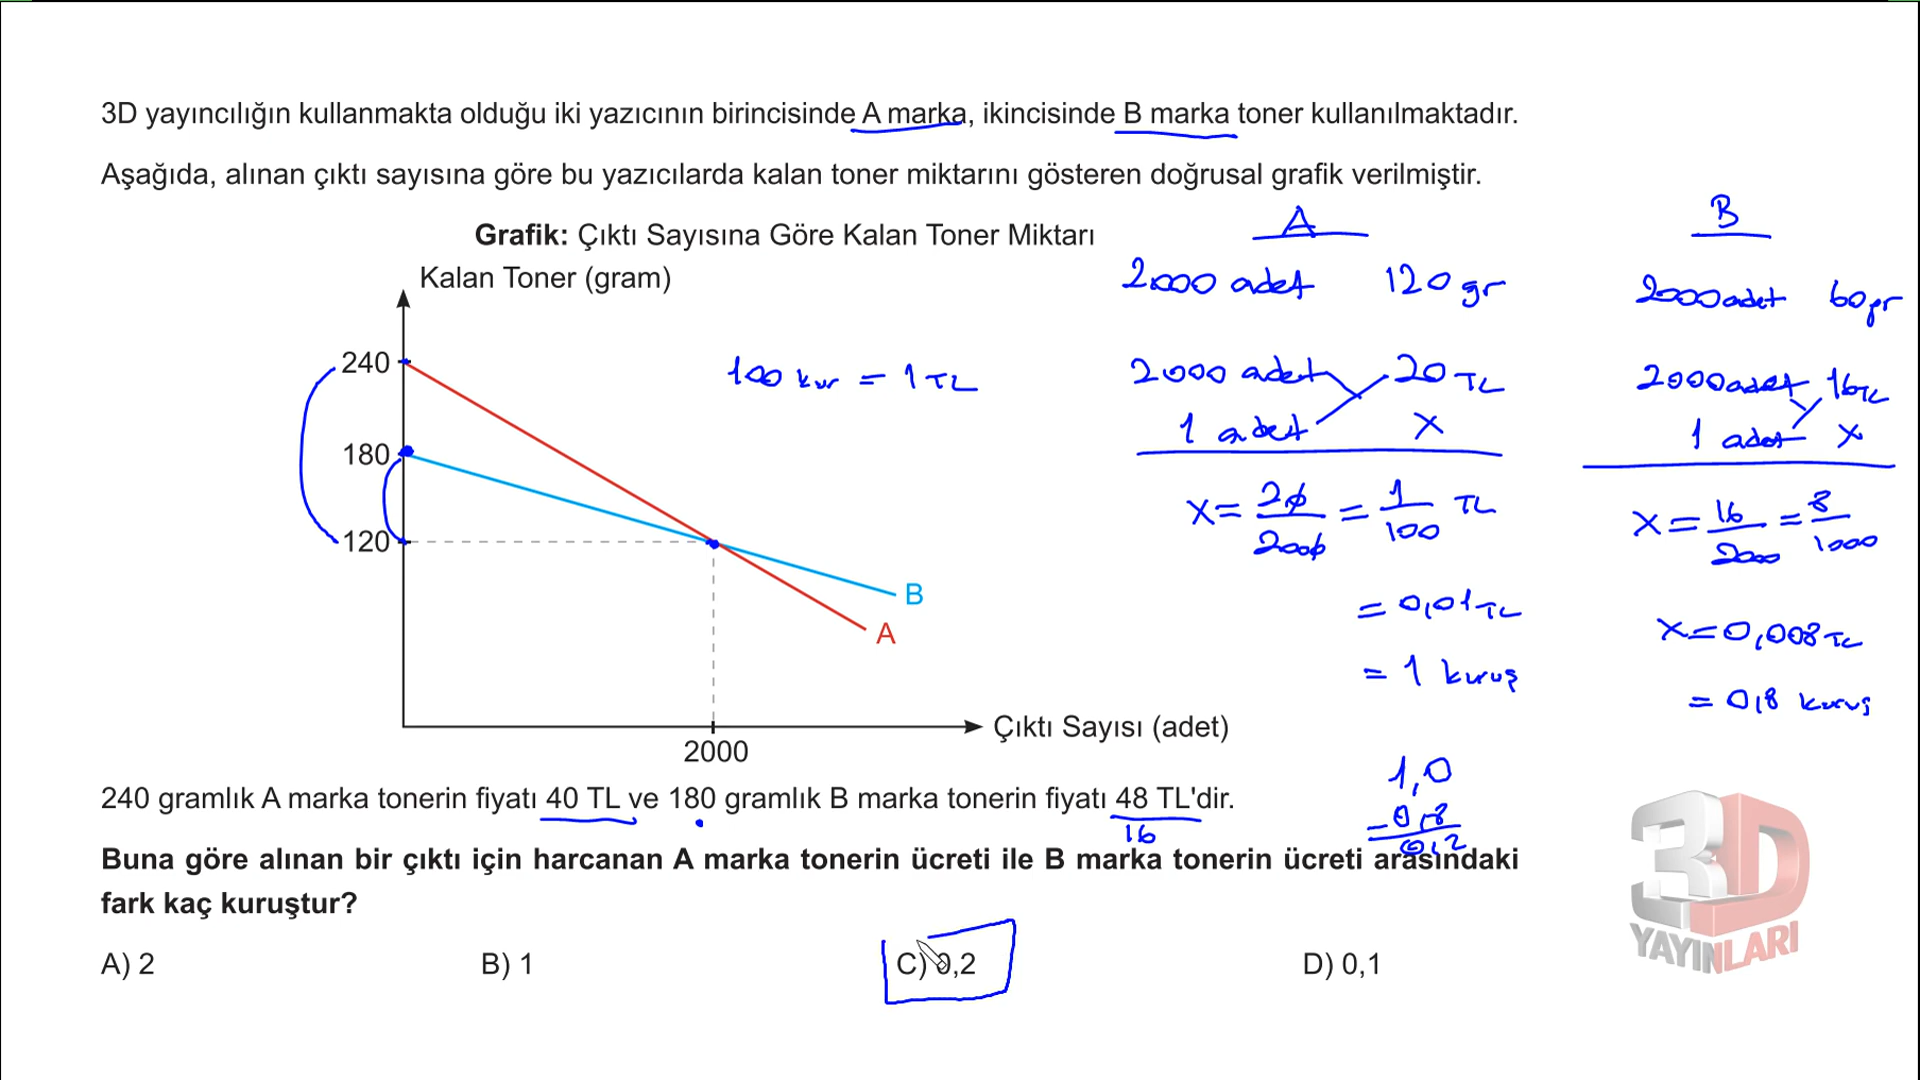 3D yayıncılığın kullanmakta olduğu iki yazıcının birincisinde A marka, ikincisinde B marka toner kullanılmaktadır.
Aşağıda, alınan çıktı sayısına göre bu yazıcılarda kalan toner miktarını gösteren doğrusal grafik verilmiştir.
Grafik: Çıktı Sayısına Göre Kalan Toner Miktarı
Kalan Toner (gram)
240
180
120
B
A
2000
Çıktı Sayısı (adet)
100 kur = 1 TL
A
2000 adet 120 gr
2000 adet 20 TL
1 adet x
x = 20/2000 = 1/100 TL
= 0,01 TL
= 1 kuruş
B
2000 adet 60 gr
2000 adet 16 TL
1 adet x
x = 16/2000 = 8/1000
x = 0,008 TL
= 0,8 kuruş
1,0
- 0,8
0,2
240 gramlık A marka tonerin fiyatı 40 TL ve 180 gramlık B marka tonerin fiyatı 48 TL'dir.
16
Buna göre alınan bir çıktı için harcanan A marka tonerin ücreti ile B marka tonerin ücreti arasındaki
fark kaç kuruştur?
A) 2 B) 1 C) 0,2 D) 0,1
3D
YAYINLARI